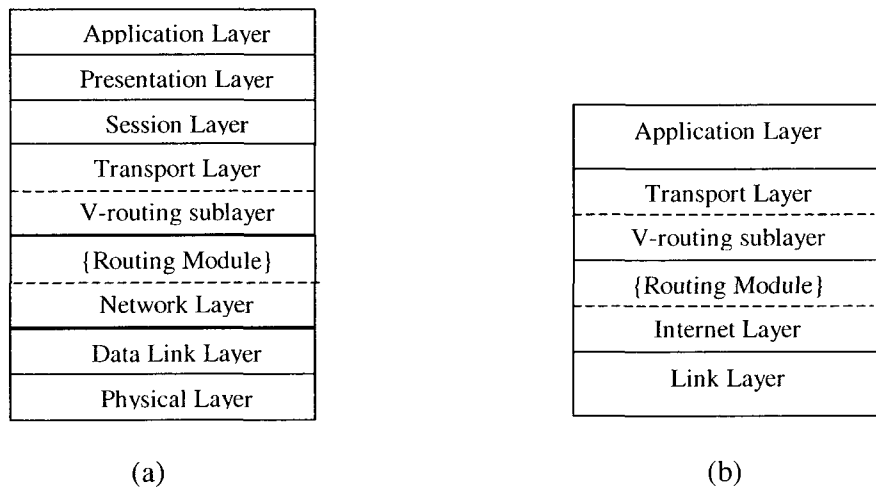 Application Layer
Presentation Layer
Session Layer
Transport Layer
V-routing sublayer
{Routing Module}
Network Layer
Data Link Layer
Physical Layer
(a)
Application Layer
Transport Layer
V-routing sublayer
{Routing Module}
Internet Layer
Link Layer
(b)